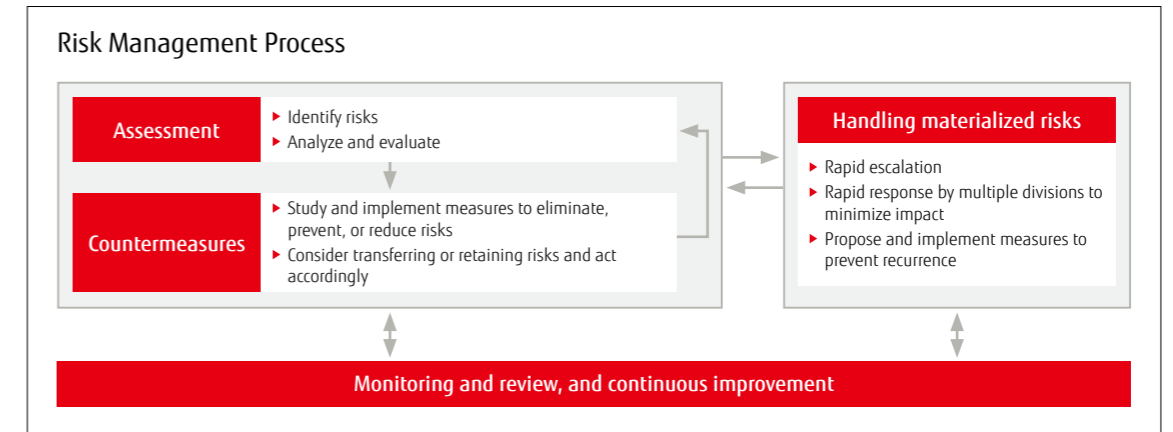 Risk Management Process
Assessment
Identify risks
Analyze and evaluate
Countermeasures
Study and implement measures to eliminate,
prevent, or reduce risks
Consider transferring or retaining risks and act
accordingly
Handling materialized risks
Rapid escalation
Rapid response by multiple divisions to
minimize impact
Propose and implement measures to
prevent recurrence
Monitoring and review, and continuous improvement